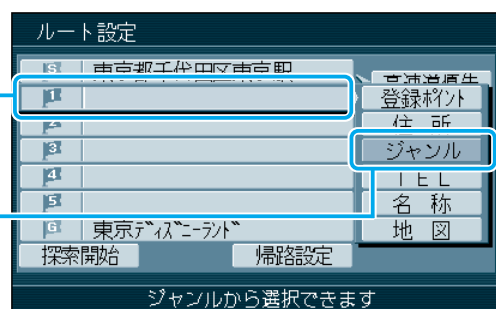 ルート設定
S 東京都千代田区東京駅
高速道優先
1
登録ﾎﾟｲﾝﾄ
2
住 所
3
ジャンル
4
TEL
5
名 称
G 東京ﾃﾞｨｽﾞﾆｰﾗﾝﾄﾞ
地 図
探索開始 帰路設定
ジャンルから選択できます